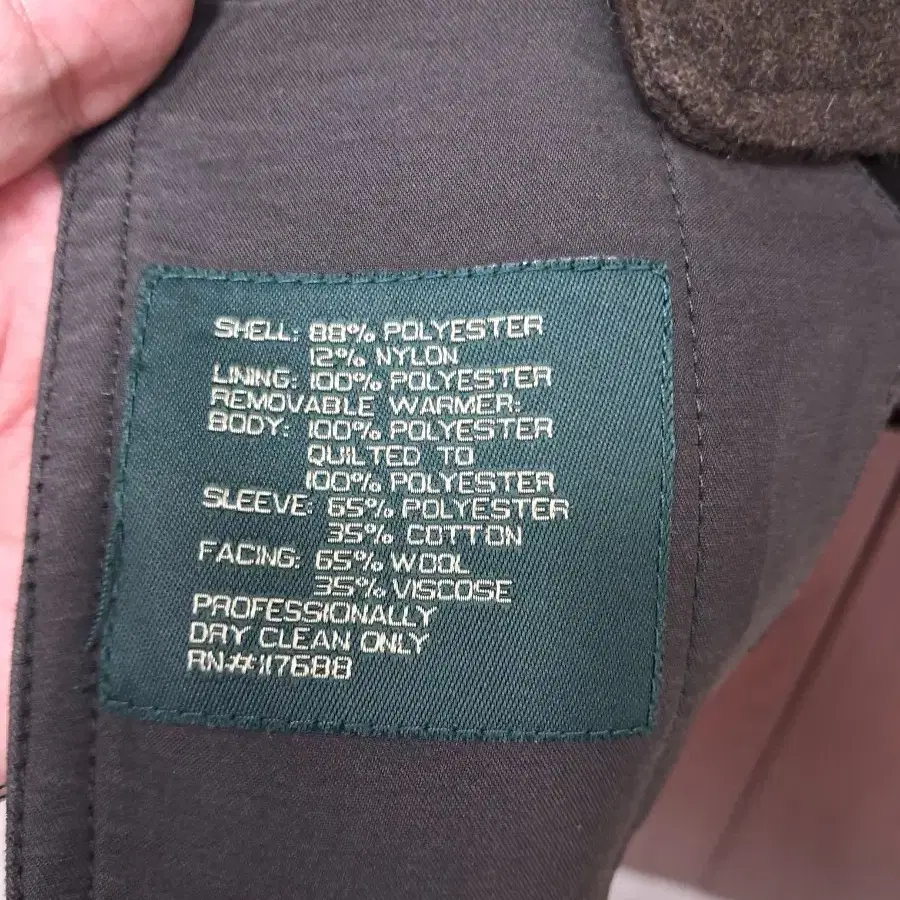 SHELL: 88% POLYESTER
12% NYLON
LINING: 100% POLYESTER
REMOVABLE WARMER:
BODY: 100% POLYESTER
QUILTED TO
100% POLYESTER
SLEEVE: 65% POLYESTER
35% COTTON
FACING: 65% WOOL
35% VISCOSE
PROFESSIONALLY
DRY CLEAN ONLY
RN#117688